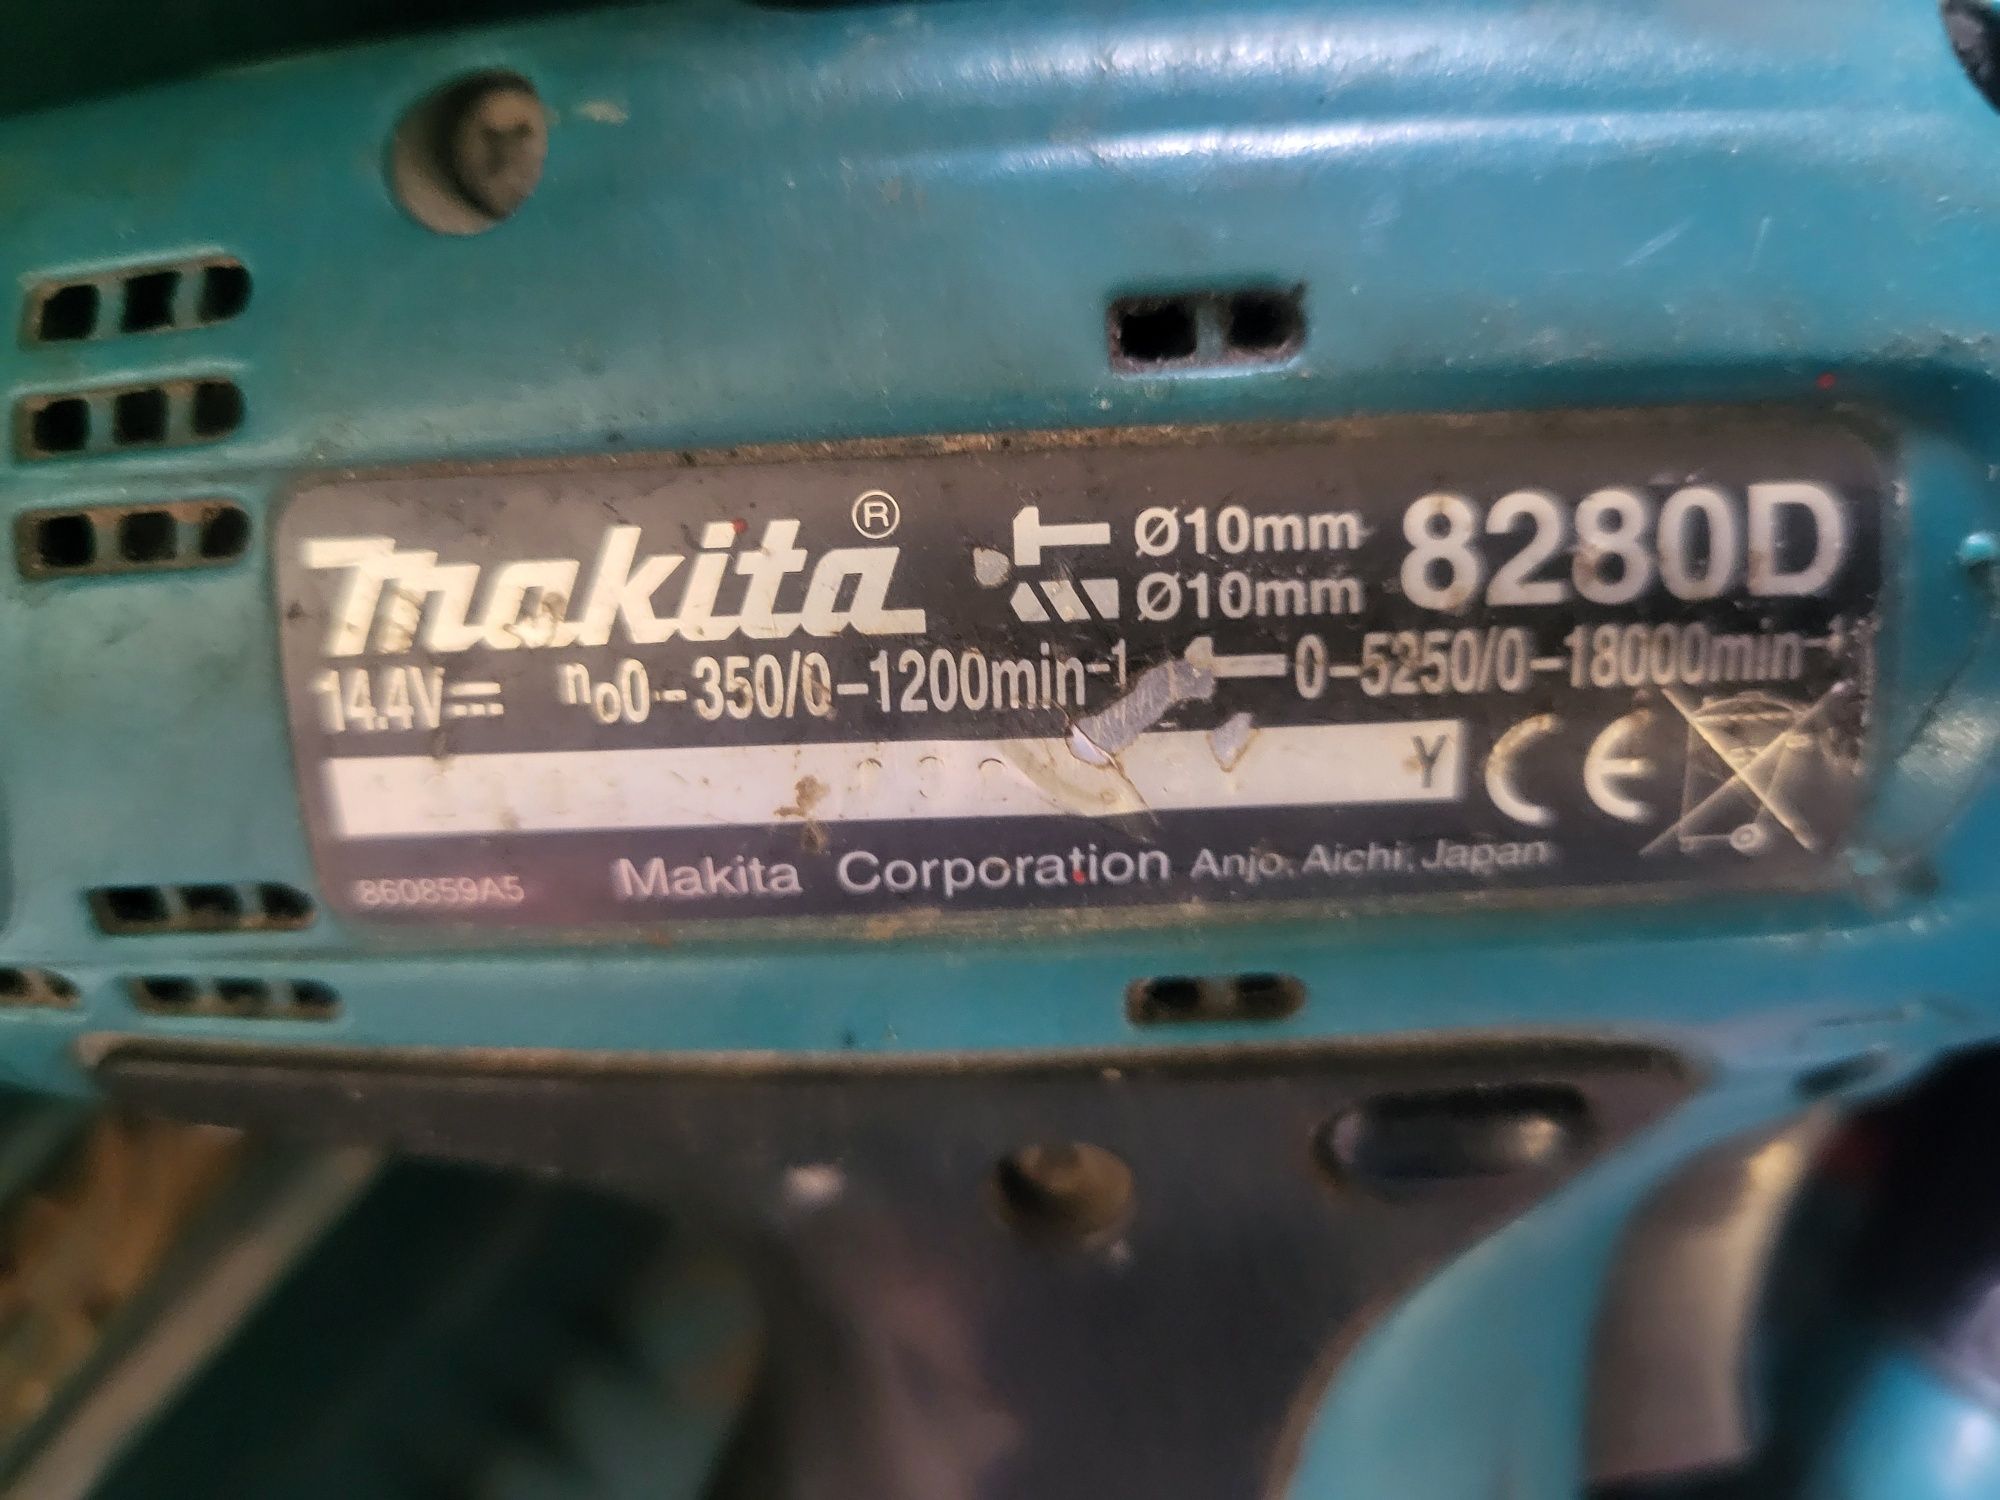 Makita® Ø10mm 8280D
Ø10mm
14.4V n₀0-350/0-1200min⁻¹ 0-5250/0-18000min⁻¹
Y CE
860859A5 Makita Corporation Anjo, Aichi, Japan